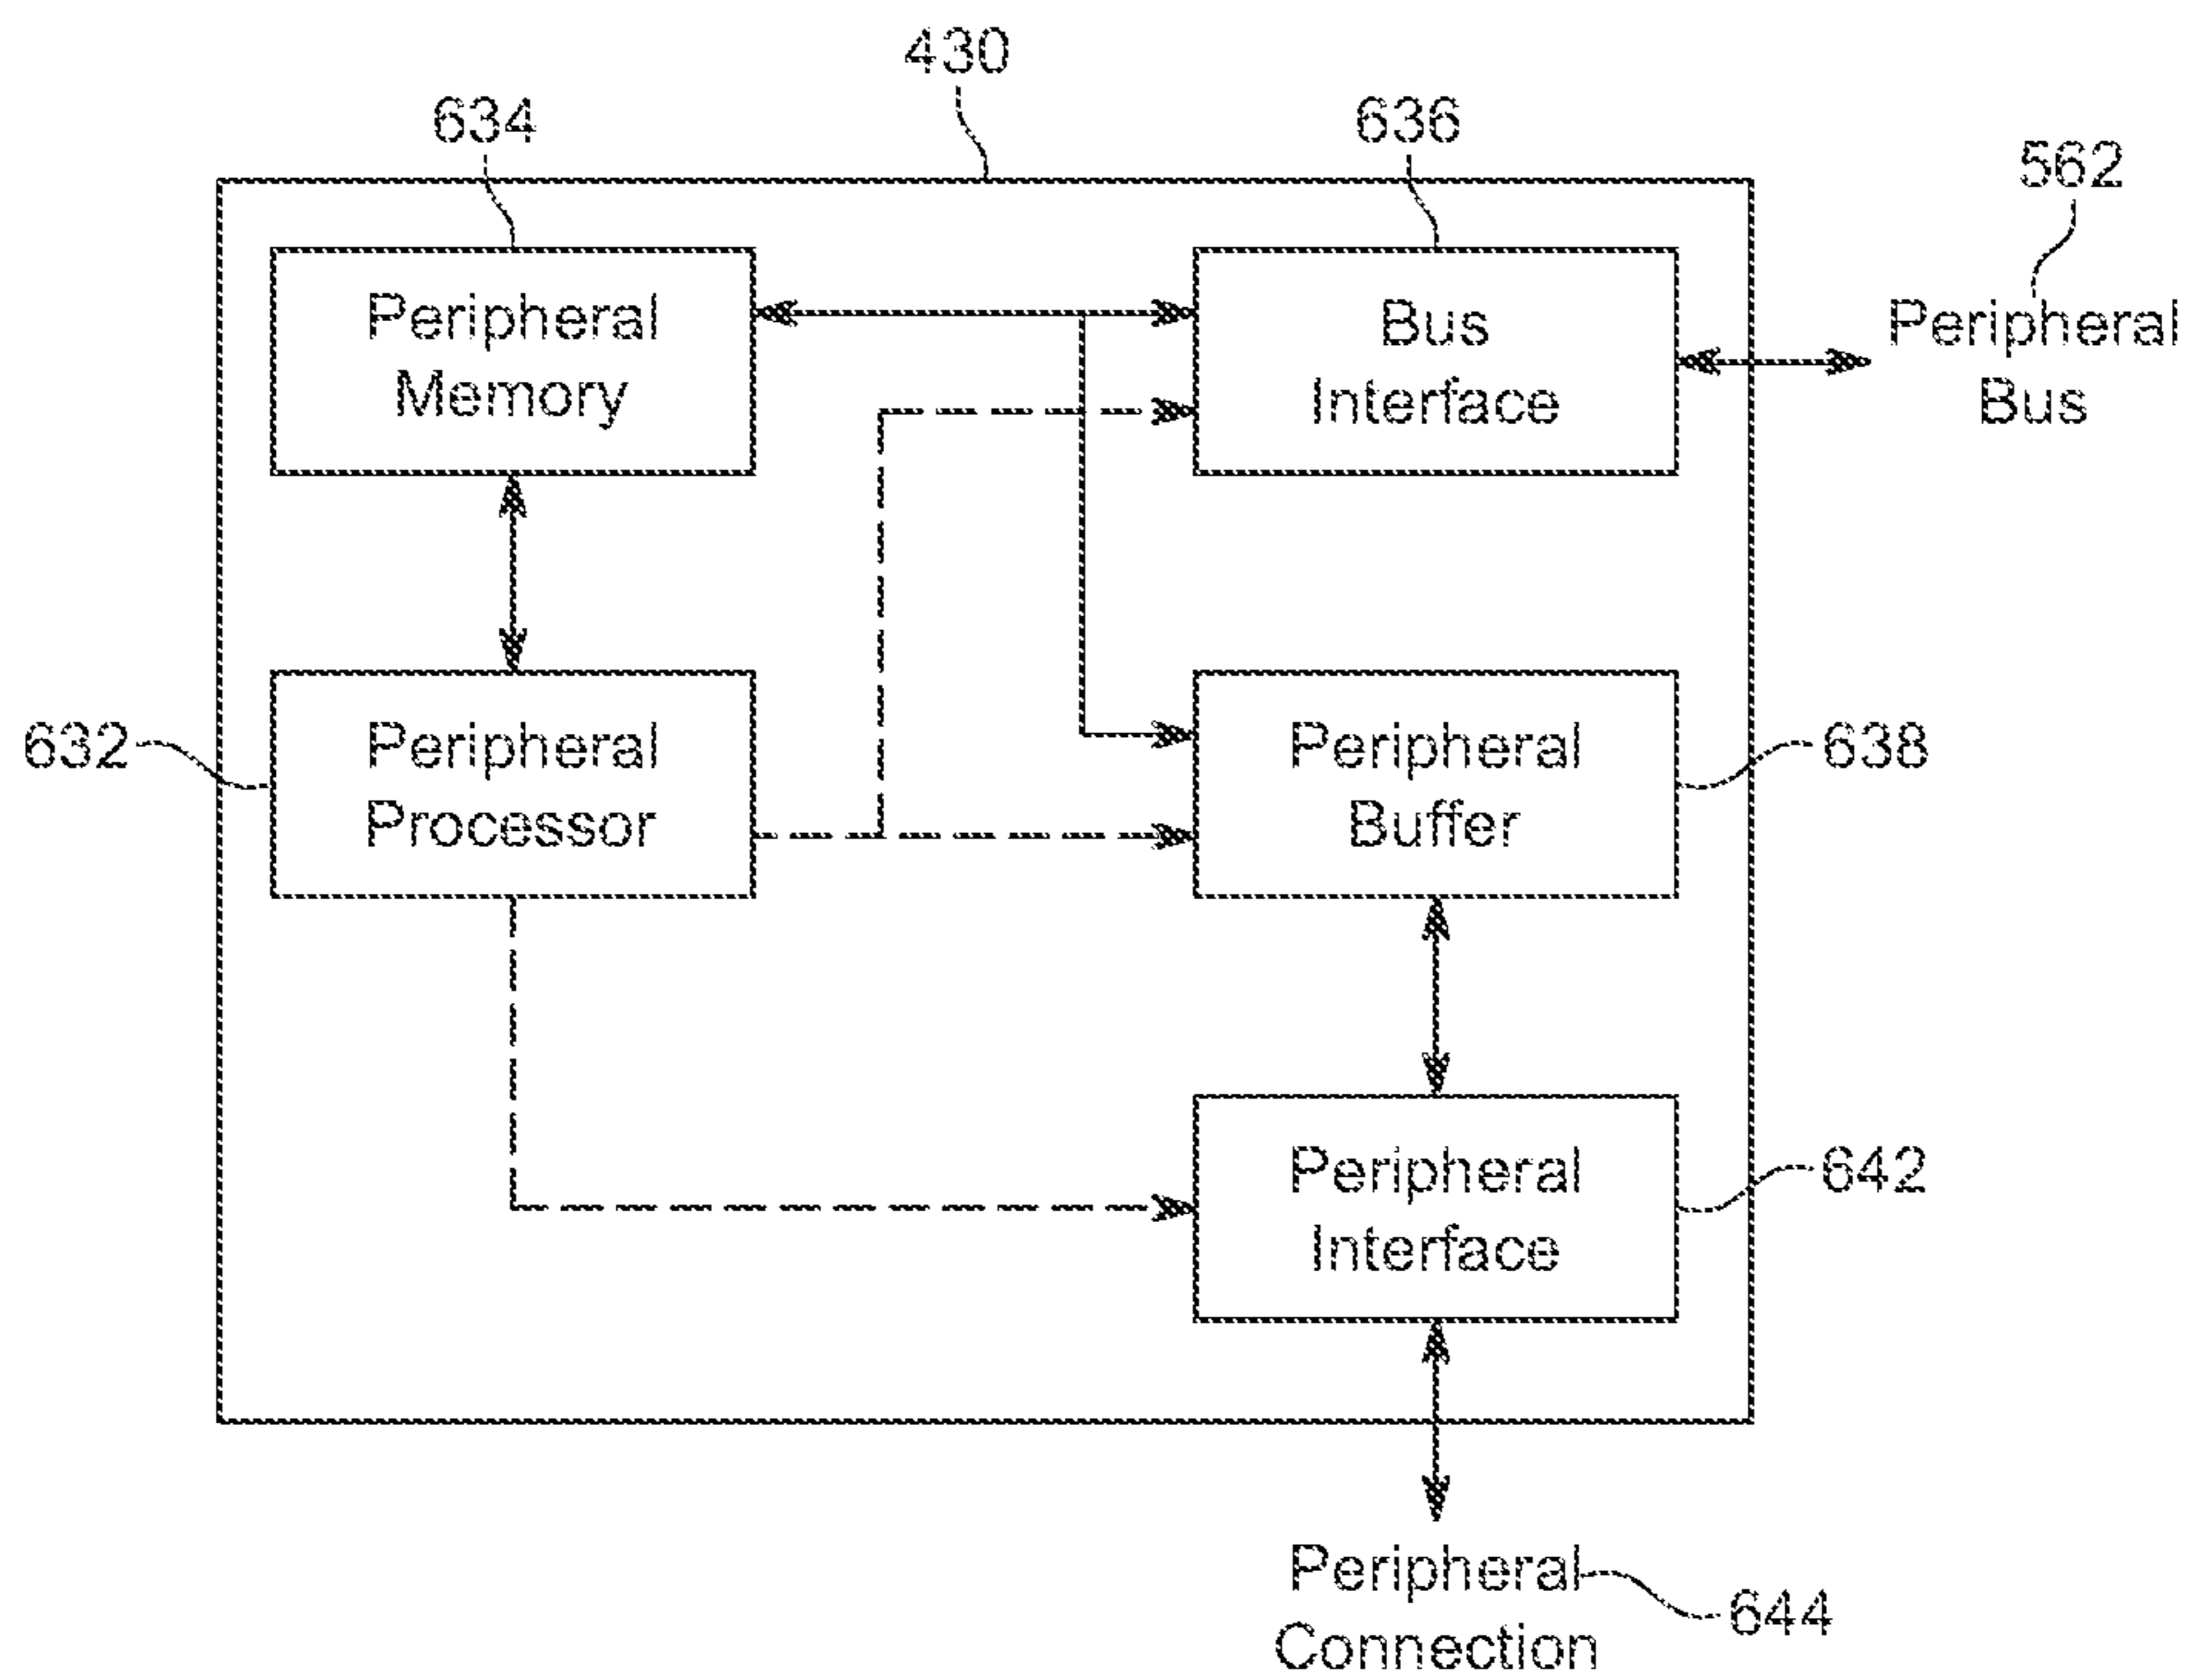 430
634
636
562
Peripheral
Memory
Bus
Interface
Peripheral
Bus
632
Peripheral
Processor
Peripheral
Buffer
638
Peripheral
Interface
642
Peripheral
Connection
644